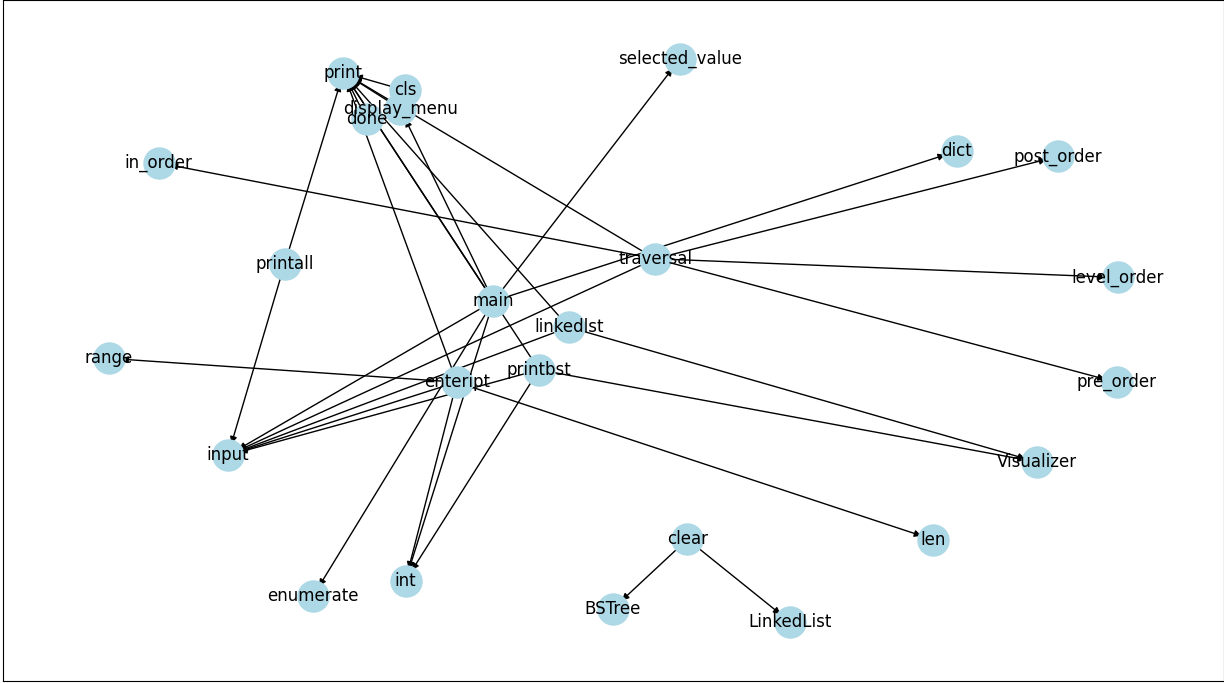 selected_value
print
cls
display_menu
done
dict
post_order
in_order
traversal
printall
level_order
main
linkedlst
range
printbst
enteript
pre_order
input
Visualizer
clear
len
int
enumerate
BSTree
LinkedList